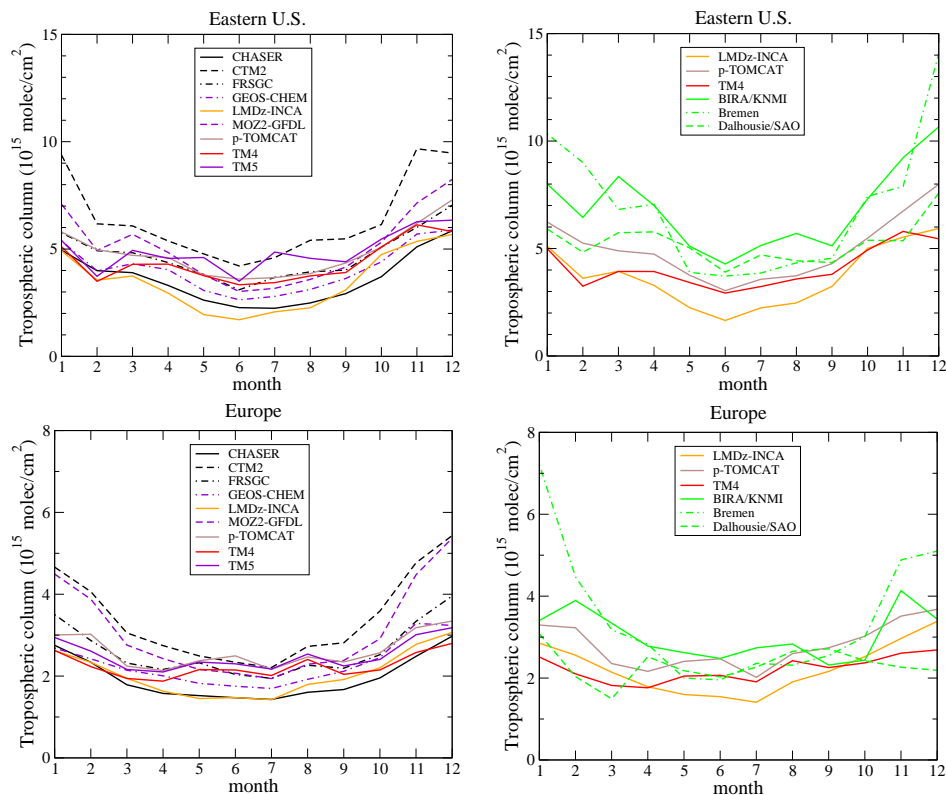 Eastern U.S.
Tropospheric column (10^15 molec/cm^2)
15
10
5
0
CHASER
CTM2
FRSGC
GEOS-CHEM
LMDz-INCA
MOZ2-GFDL
p-TOMCAT
TM4
TM5
1 2 3 4 5 6 7 8 9 10 11 12
month
Eastern U.S.
Tropospheric column (10^15 molec/cm^2)
15
10
5
0
LMDz-INCA
p-TOMCAT
TM4
BIRA/KNMI
Bremen
Dalhousie/SAO
1 2 3 4 5 6 7 8 9 10 11 12
month
Europe
Tropospheric column (10^15 molec/cm^2)
8
6
4
2
0
CHASER
CTM2
FRSGC
GEOS-CHEM
LMDz-INCA
MOZ2-GFDL
p-TOMCAT
TM4
TM5
1 2 3 4 5 6 7 8 9 10 11 12
month
Europe
Tropospheric column (10^15 molec/cm^2)
8
6
4
2
0
LMDz-INCA
p-TOMCAT
TM4
BIRA/KNMI
Bremen
Dalhousie/SAO
1 2 3 4 5 6 7 8 9 10 11 12
month